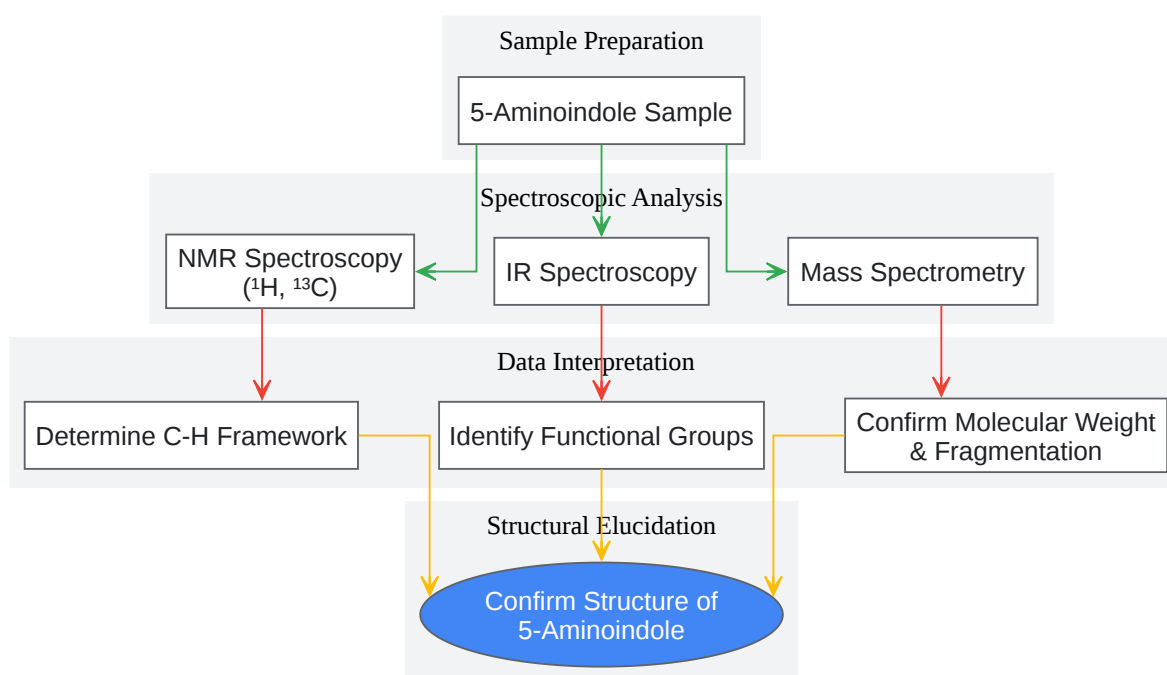 Sample Preparation
5-Aminoindole Sample
Spectroscopic Analysis
NMR Spectroscopy
(¹H, ¹³C)
IR Spectroscopy
Mass Spectrometry
Data Interpretation
Determine C-H Framework
Identify Functional Groups
Confirm Molecular Weight
& Fragmentation
Structural Elucidation
Confirm Structure of
5-Aminoindole